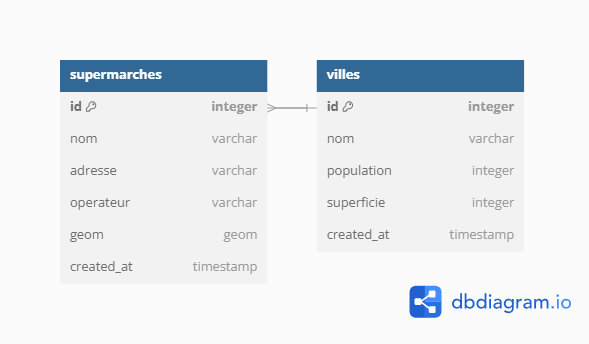 supermarches
id integer
nom varchar
adresse varchar
operateur varchar
geom geom
created_at timestamp
villes
id integer
nom varchar
population integer
superficie integer
created_at timestamp
dbdiagram.io